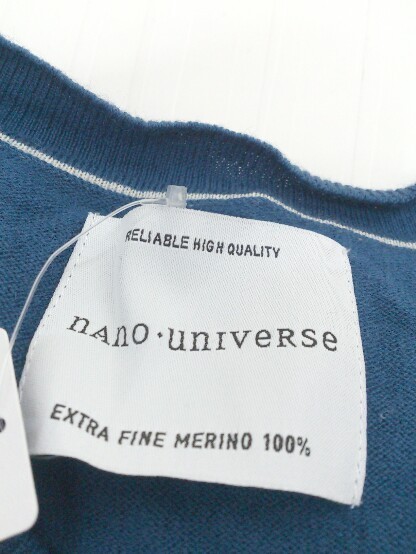 RELIABLE HIGH QUALITY
nAno·unIveRse
EXTRA FINE MERINO 100%